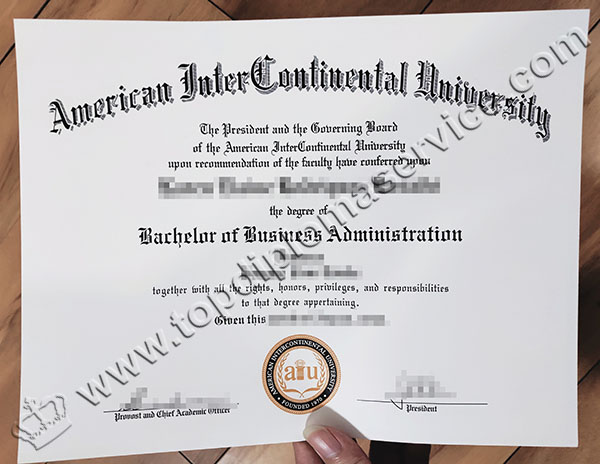 American InterContinental University
The President and the Governing Board
of the American InterContinental University
upon recommendation of the faculty have conferred upon
the degree of
Bachelor of Business Administration
together with all the rights, honors, privileges, and responsibilities
to that degree appertaining.
Given this
AMERICAN INTERCONTINENTAL UNIVERSITY
aiu
FOUNDED 1970
Provost and Chief Academic Officer
President
www.topdiplomaservice.com